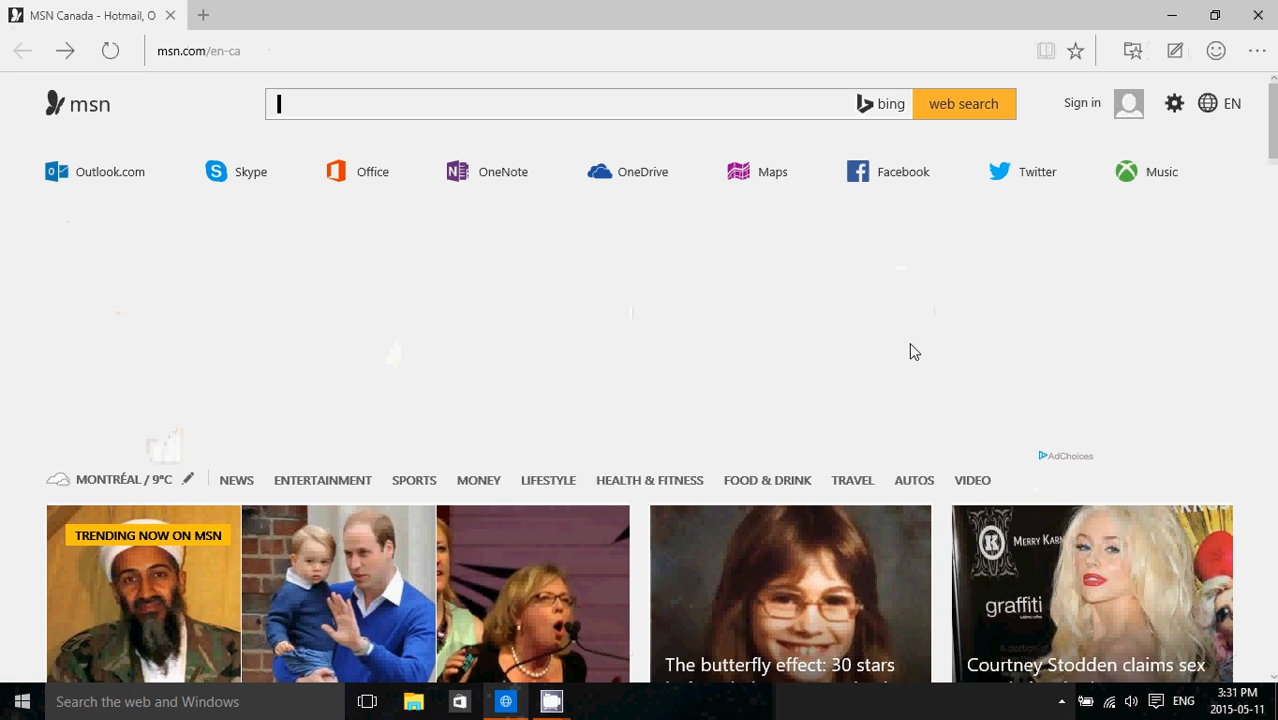 MSN Canada - Hotmail, O
msn.com/en-ca
msn
bing
web search
Sign in
EN
Outlook.com
Skype
Office
OneNote
OneDrive
Maps
Facebook
Twitter
Music
AdChoices
MONTRÉAL / 9°C
NEWS
ENTERTAINMENT
SPORTS
MONEY
LIFESTYLE
HEALTH & FITNESS
FOOD & DRINK
TRAVEL
AUTOS
VIDEO
TRENDING NOW ON MSN
MERRY KARN
graffiti
The butterfly effect: 30 stars
Courtney Stodden claims sex
Search the web and Windows
ENG
3:31 PM
2015-05-11